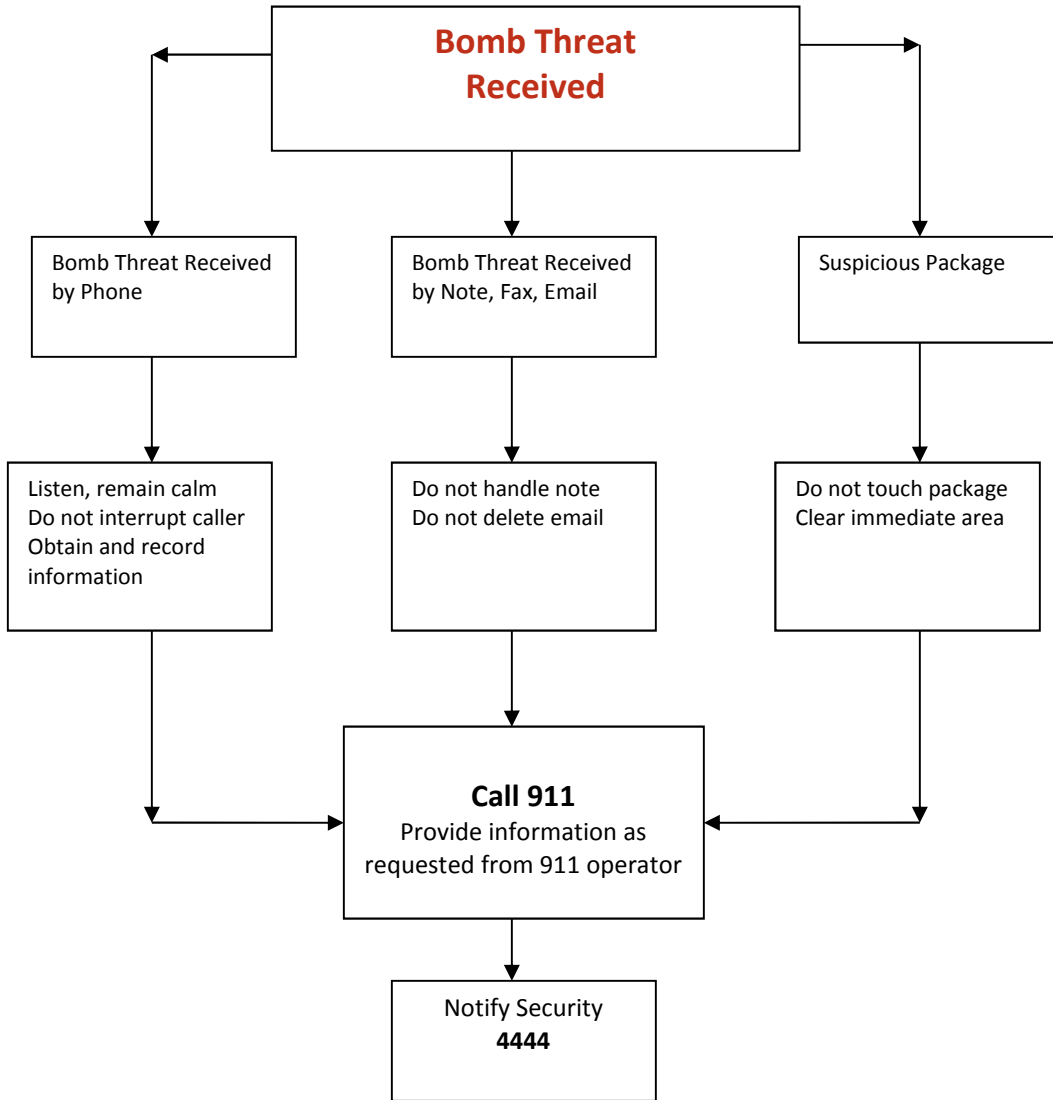 Bomb Threat
Received
Bomb Threat Received
by Phone
Bomb Threat Received
by Note, Fax, Email
Suspicious Package
Listen, remain calm
Do not interrupt caller
Obtain and record
information
Do not handle note
Do not delete email
Do not touch package
Clear immediate area
Call 911
Provide information as
requested from 911 operator
Notify Security
4444